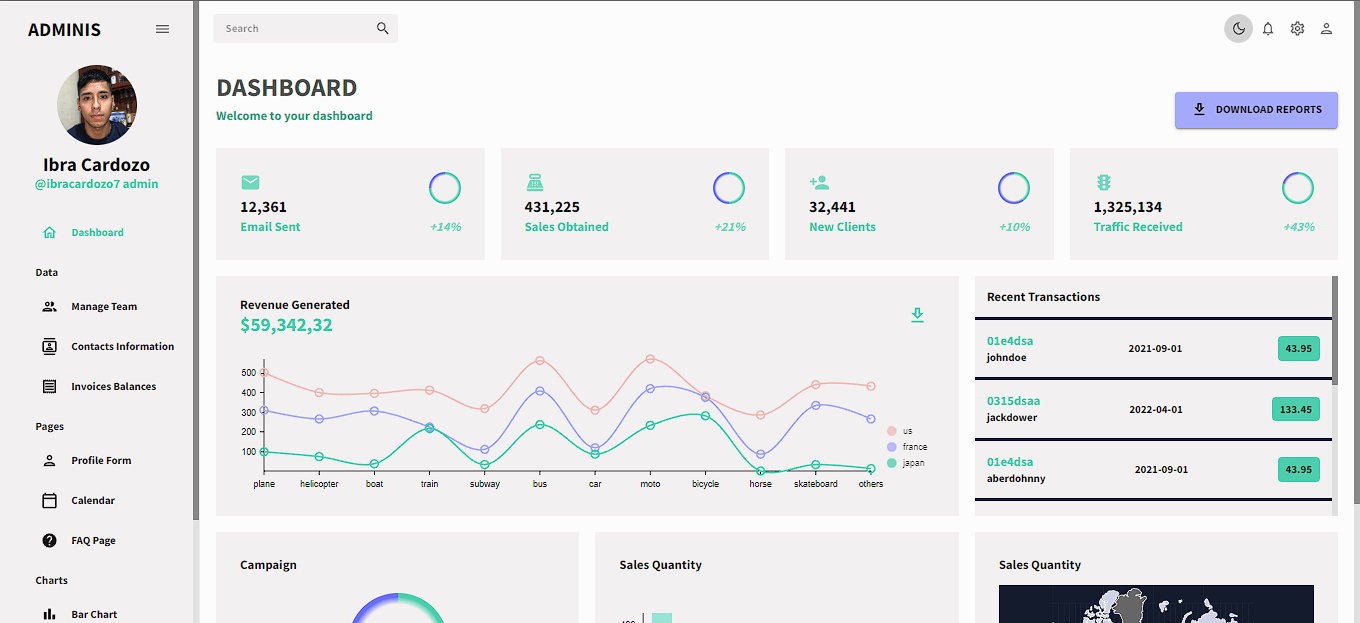 ADMINIS
Search
Ibra Cardozo
@ibracardozo7 admin
Dashboard
Data
Manage Team
Contacts Information
Invoices Balances
Pages
Profile Form
Calendar
FAQ Page
Charts
Bar Chart
DASHBOARD
Welcome to your dashboard
DOWNLOAD REPORTS
12,361
Email Sent
+14%
431,225
Sales Obtained
+21%
32,441
New Clients
+10%
1,325,134
Traffic Received
+43%
Revenue Generated
$59,342,32
500
400
300
200
100
plane helicopter boat train subway bus car moto bicycle horse skateboard others
us
france
japan
Recent Transactions
01e4dsa
johndoe
2021-09-01
43.95
0315dsaa
jackdower
2022-04-01
133.45
01e4dsa
aberdohnny
2021-09-01
43.95
Campaign
Sales Quantity
Sales Quantity